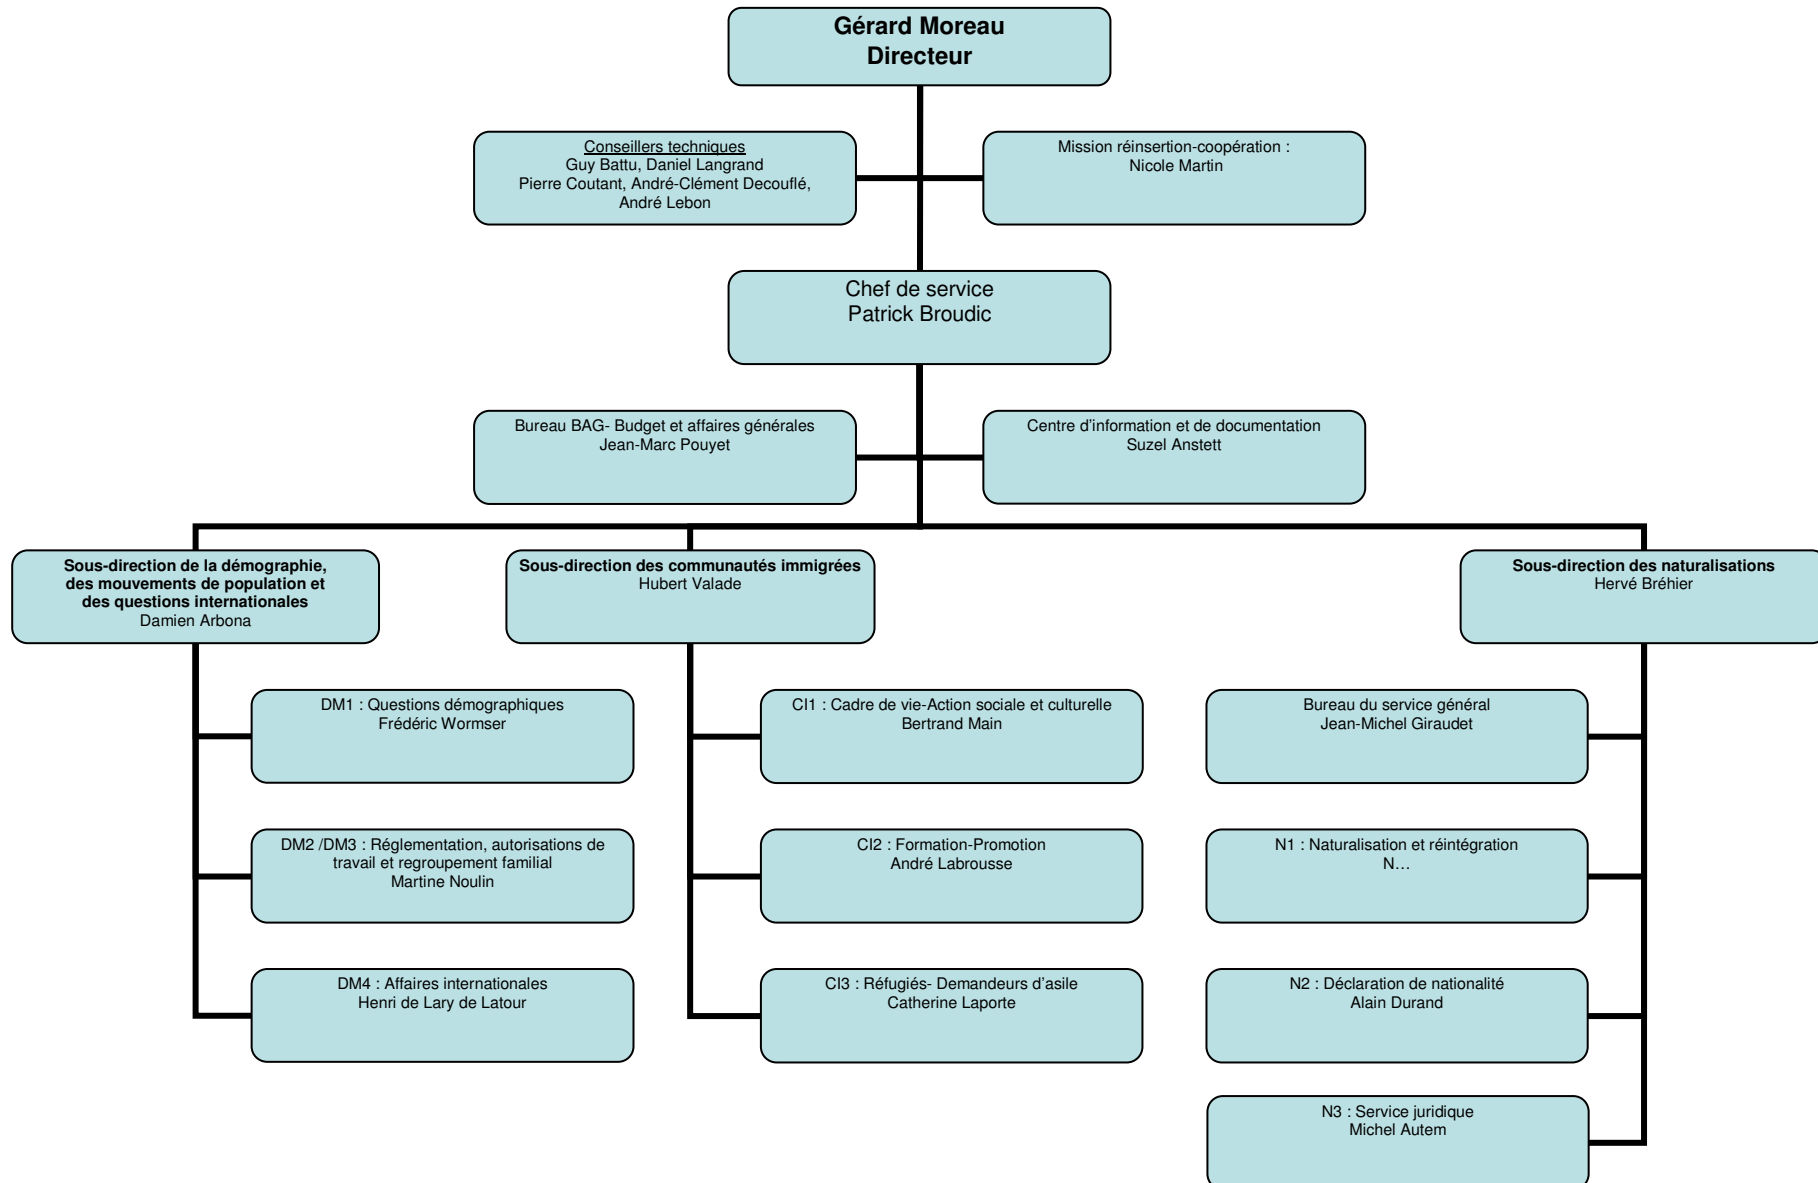 Gérard Moreau
Directeur
Conseillers techniques
Guy Battu, Daniel Langrand
Pierre Coutant, André-Clément Decouflé,
André Lebon
Mission réinsertion-coopération :
Nicole Martin
Chef de service
Patrick Broudic
Bureau BAG- Budget et affaires générales
Jean-Marc Pouyet
Centre d'information et de documentation
Suzel Anstett
Sous-direction de la démographie,
des mouvements de population et
des questions internationales
Damien Arbona
Sous-direction des communautés immigrées
Hubert Valade
Sous-direction des naturalisations
Hervé Bréhier
DM1 : Questions démographiques
Frédéric Wormser
DM2 /DM3 : Réglementation, autorisations de
travail et regroupement familial
Martine Noulin
DM4 : Affaires internationales
Henri de Lary de Latour
CI1 : Cadre de vie-Action sociale et culturelle
Bertrand Main
CI2 : Formation-Promotion
André Labrousse
CI3 : Réfugiés- Demandeurs d'asile
Catherine Laporte
Bureau du service général
Jean-Michel Giraudet
N1 : Naturalisation et réintégration
N…
N2 : Déclaration de nationalité
Alain Durand
N3 : Service juridique
Michel Autem